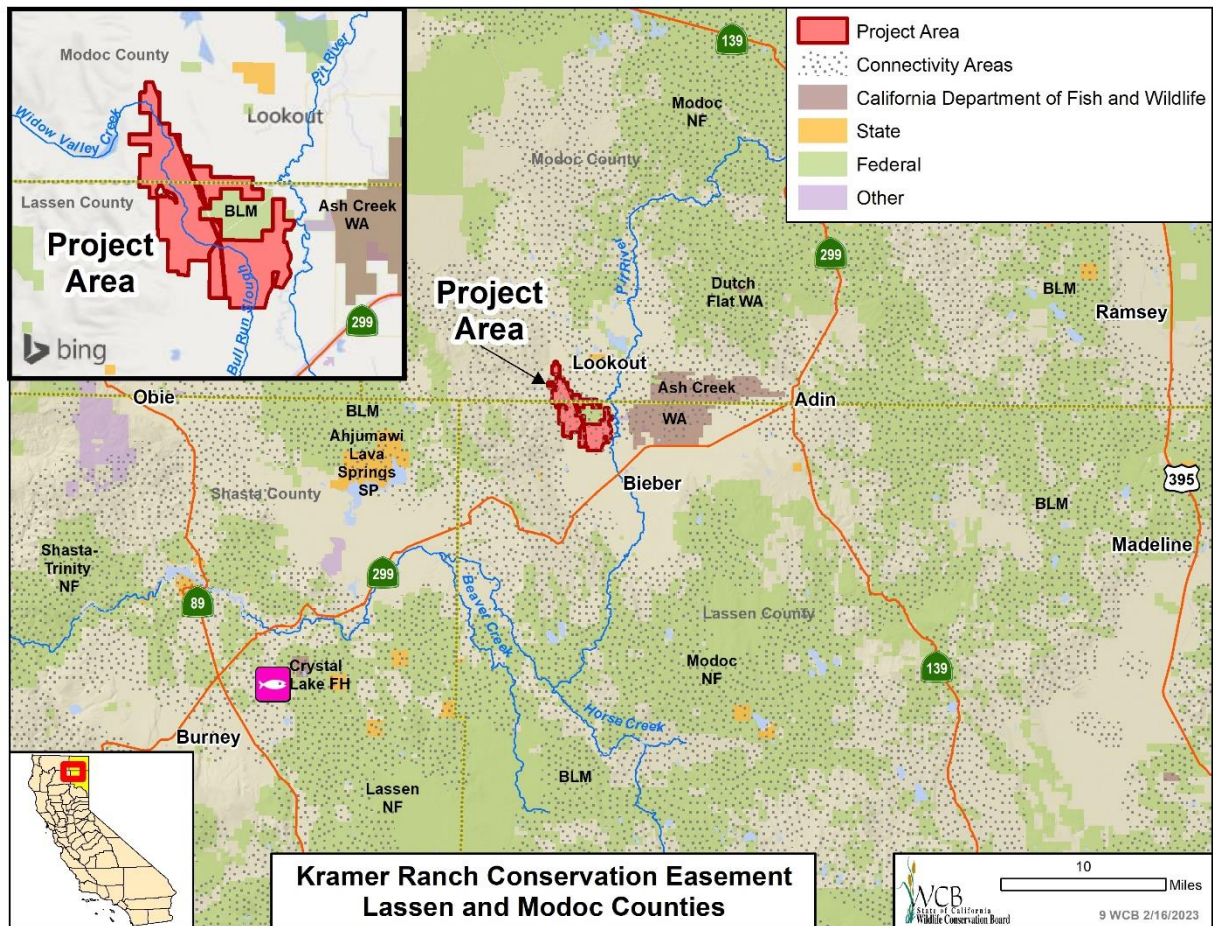 Modoc County
Pit River
Widow Valley Creek
Lookout
Lassen County
BLM
Ash Creek
WA
Project
Area
Bull Run Slough
299
bing
139
Modoc
NF
Modoc County
Pit River
299
Dutch
Flat WA
BLM
Ramsey
Project
Area
Lookout
Ash Creek
WA
Adin
Obie
BLM
Ahjumawi
Lava
Springs
SP
Shasta County
Bieber
395
BLM
Madeline
Shasta-
Trinity
NF
299
89
Beaver Creek
Lassen County
Modoc
NF
139
Crystal
Lake FH
Horse Creek
Burney
Lassen
NF
BLM
Project Area
Connectivity Areas
California Department of Fish and Wildlife
State
Federal
Other
Kramer Ranch Conservation Easement
Lassen and Modoc Counties
WCB
State of California
Wildlife Conservation Board
10
Miles
9 WCB 2/16/2023